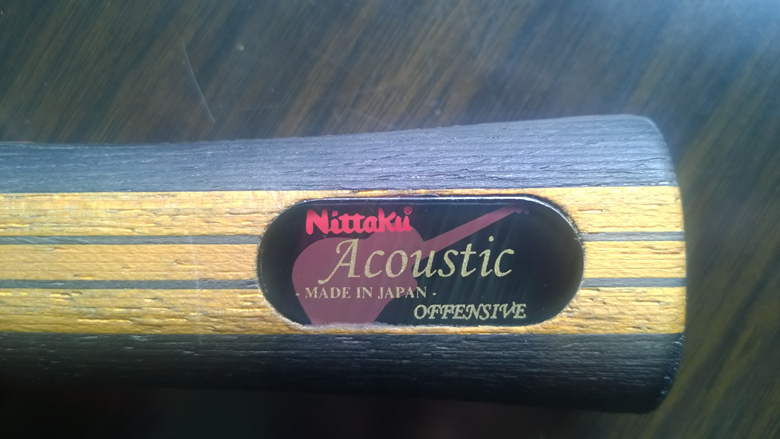 Nittaku®
Acoustic
- MADE IN JAPAN -
OFFENSIVE